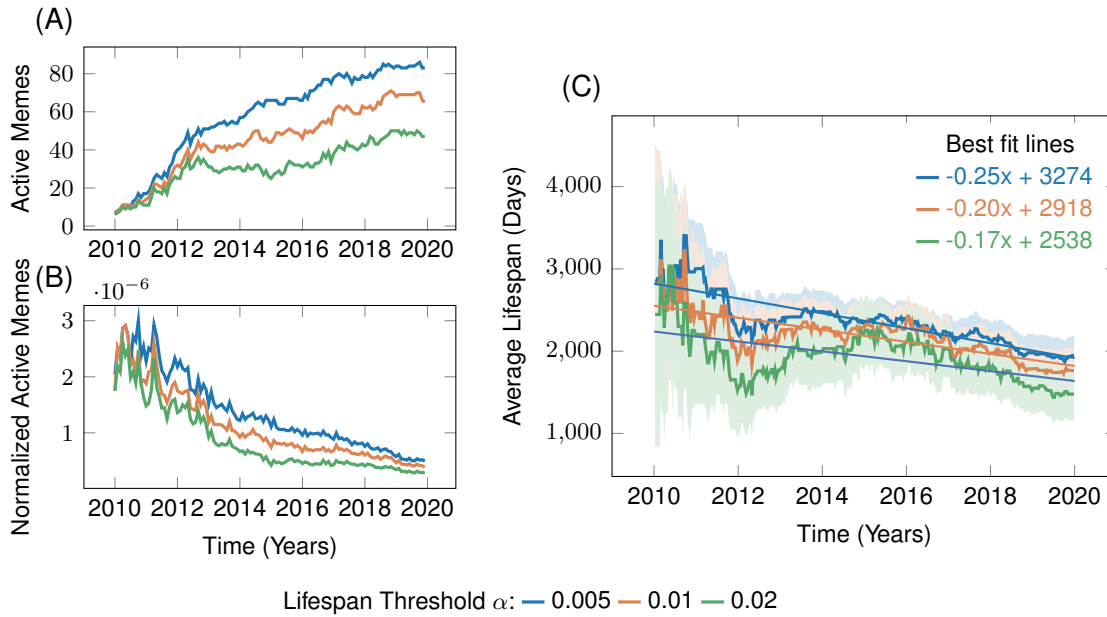 (A)
Active Memes
80
60
40
20
0
2010 2012 2014 2016 2018 2020
(B)
·10−6
Normalized Active Memes
3
2
1
2010 2012 2014 2016 2018 2020
Time (Years)
(C)
Average Lifespan (Days)
4,000
3,000
2,000
1,000
Best fit lines
-0.25x + 3274
-0.20x + 2918
-0.17x + 2538
2010 2012 2014 2016 2018 2020
Time (Years)
Lifespan Threshold α: 0.005 0.01 0.02